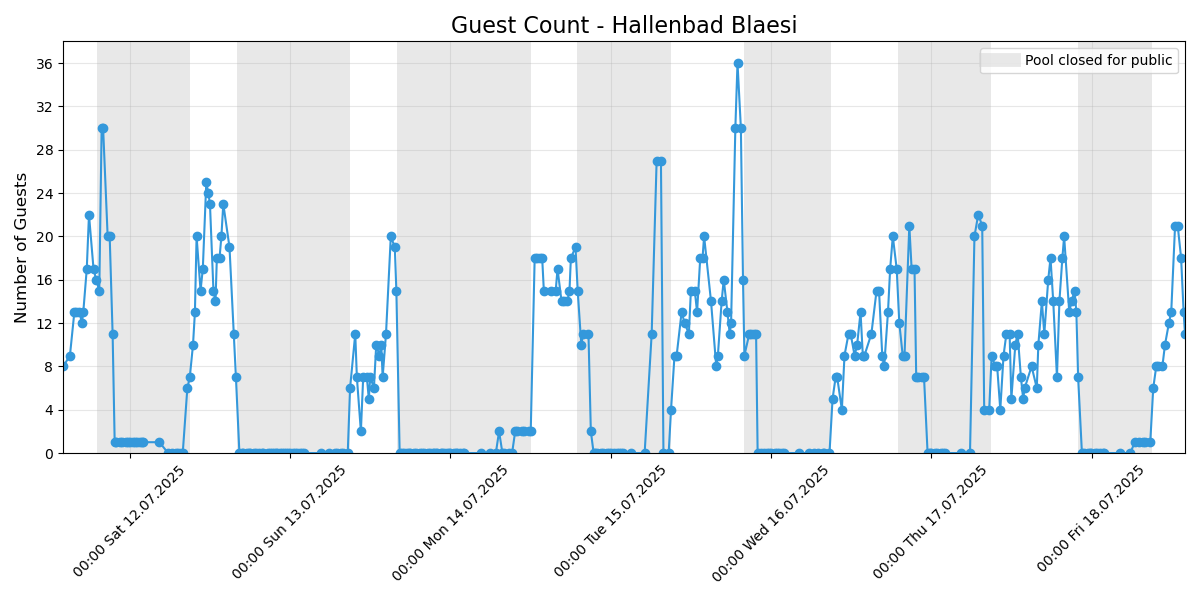 Guest Count - Hallenbad Blaesi
Pool closed for public
Number of Guests
36
32
28
24
20
16
12
8
4
0
00:00 Sat 12.07.2025
00:00 Sun 13.07.2025
00:00 Mon 14.07.2025
00:00 Tue 15.07.2025
00:00 Wed 16.07.2025
00:00 Thu 17.07.2025
00:00 Fri 18.07.2025